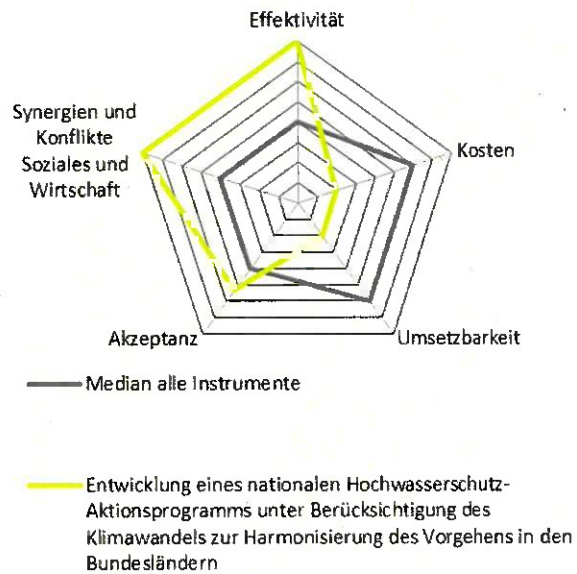 Effektivität
Synergien und
Konflikte
Soziales und
Wirtschaft
Kosten
Akzeptanz
Umsetzbarkeit
Median alle Instrumente
Entwicklung eines nationalen Hochwasserschutz-
Aktionsprogramms unter Berücksichtigung des
Klimawandels zur Harmonisierung des Vorgehens in den
Bundesländern